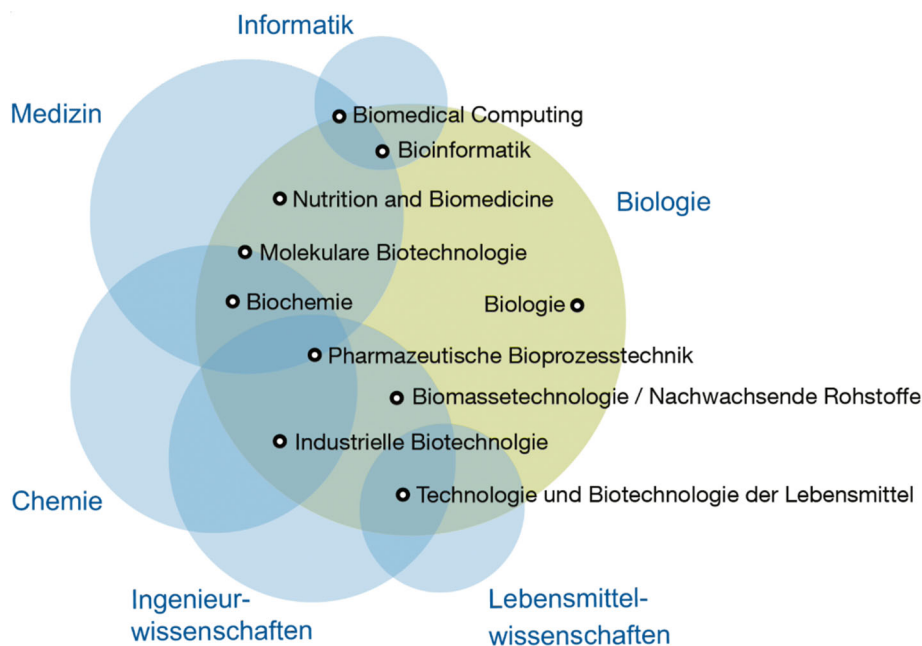 Informatik
Medizin
Biomedical Computing
Bioinformatik
Nutrition and Biomedicine
Biologie
Molekulare Biotechnologie
Biochemie
Biologie
Pharmazeutische Bioprozesstechnik
Biomassetechnologie / Nachwachsende Rohstoffe
Industrielle Biotechnolgie
Chemie
Technologie und Biotechnologie der Lebensmittel
Ingenieur-
wissenschaften
Lebensmittel-
wissenschaften